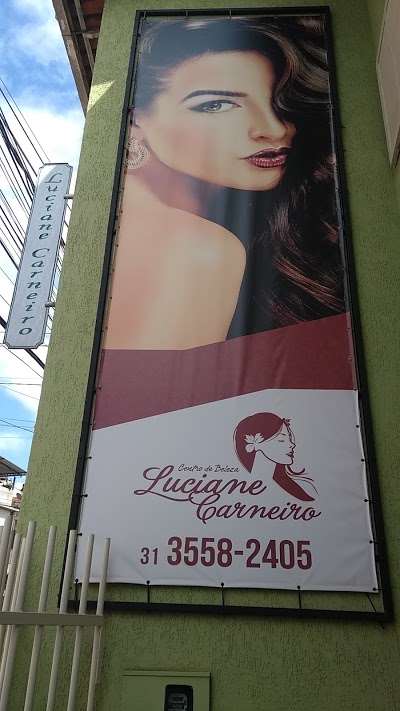 Luciane Carneiro
Centro de Beleza
Luciane
Carneiro
31 3558-2405